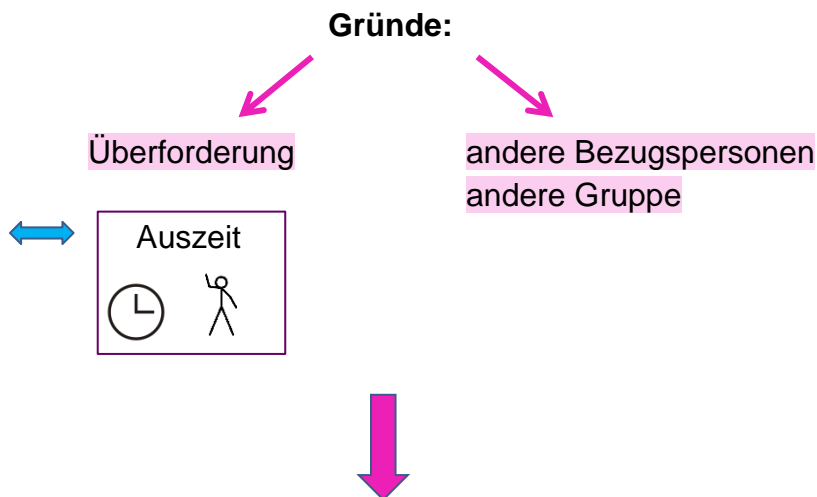 Gründe:
Überforderung
andere Bezugspersonen
andere Gruppe
Auszeit